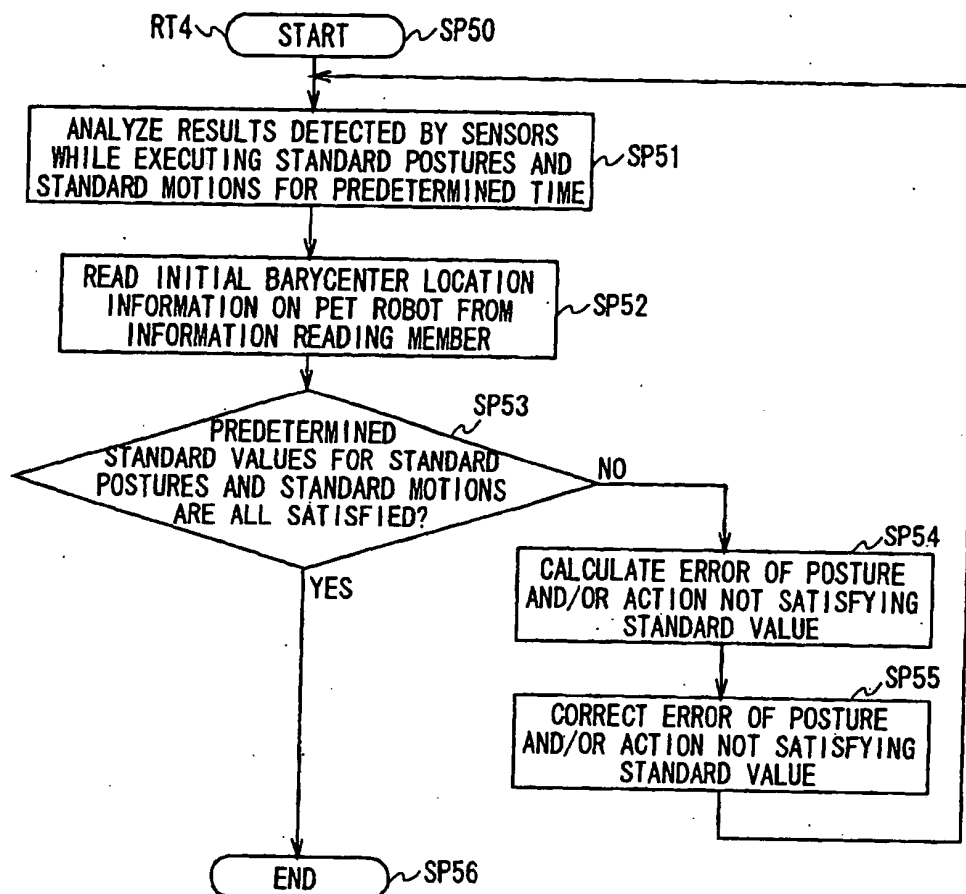 RT4 START SP50
ANALYZE RESULTS DETECTED BY SENSORS
WHILE EXECUTING STANDARD POSTURES AND
STANDARD MOTIONS FOR PREDETERMINED TIME
SP51
READ INITIAL BARYCENTER LOCATION
INFORMATION ON PET ROBOT FROM
INFORMATION READING MEMBER
SP52
SP53
PREDETERMINED
STANDARD VALUES FOR STANDARD
POSTURES AND STANDARD MOTIONS
ARE ALL SATISFIED?
NO
YES
SP54
CALCULATE ERROR OF POSTURE
AND/OR ACTION NOT SATISFYING
STANDARD VALUE
SP55
CORRECT ERROR OF POSTURE
AND/OR ACTION NOT SATISFYING
STANDARD VALUE
END SP56